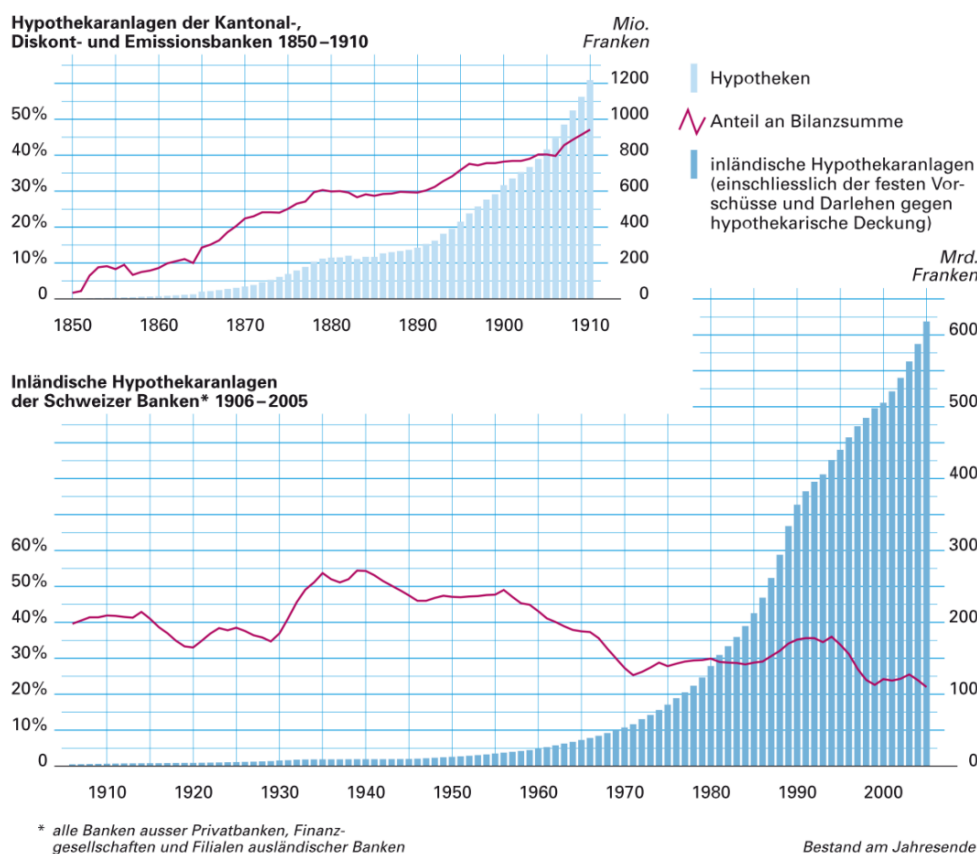 Hypothekaranlagen der Kantonal-,
Diskont- und Emissionsbanken 1850–1910
Mio.
Franken
1200
50% 1000
40% 800
30% 600
20% 400
10% 200
0 0
1850 1860 1870 1880 1890 1900 1910
Hypotheken
Anteil an Bilanzsumme
inländische Hypothekaranlagen
(einschliesslich der festen Vor-
schüsse und Darlehen gegen
hypothekarische Deckung)
Mrd.
Franken
Inländische Hypothekaranlagen
der Schweizer Banken* 1906–2005
600
500
400
60% 300
50%
40% 200
30%
20% 100
10%
0 0
1910 1920 1930 1940 1950 1960 1970 1980 1990 2000
* alle Banken ausser Privatbanken, Finanz-
gesellschaften und Filialen ausländischer Banken
Bestand am Jahresende